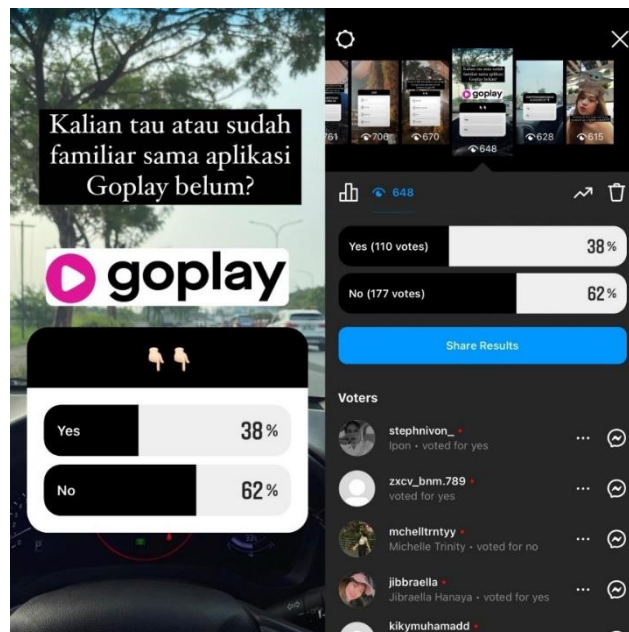 Kalian tau atau sudah
familiar sama aplikasi
Goplay belum?
goplay
👇🏻👇🏻
Yes 38%
No 62%
goplay
761
706
670
648
628
615
648
Yes (110 votes) 38%
No (177 votes) 62%
Share Results
Voters
stephnivon_
Ipon • voted for yes
zxcv_bnm.789
voted for yes
mchelltrntyy
Michelle Trinity • voted for no
jibbraella
Jibraella Hanaya • voted for yes
kikymuhamadd